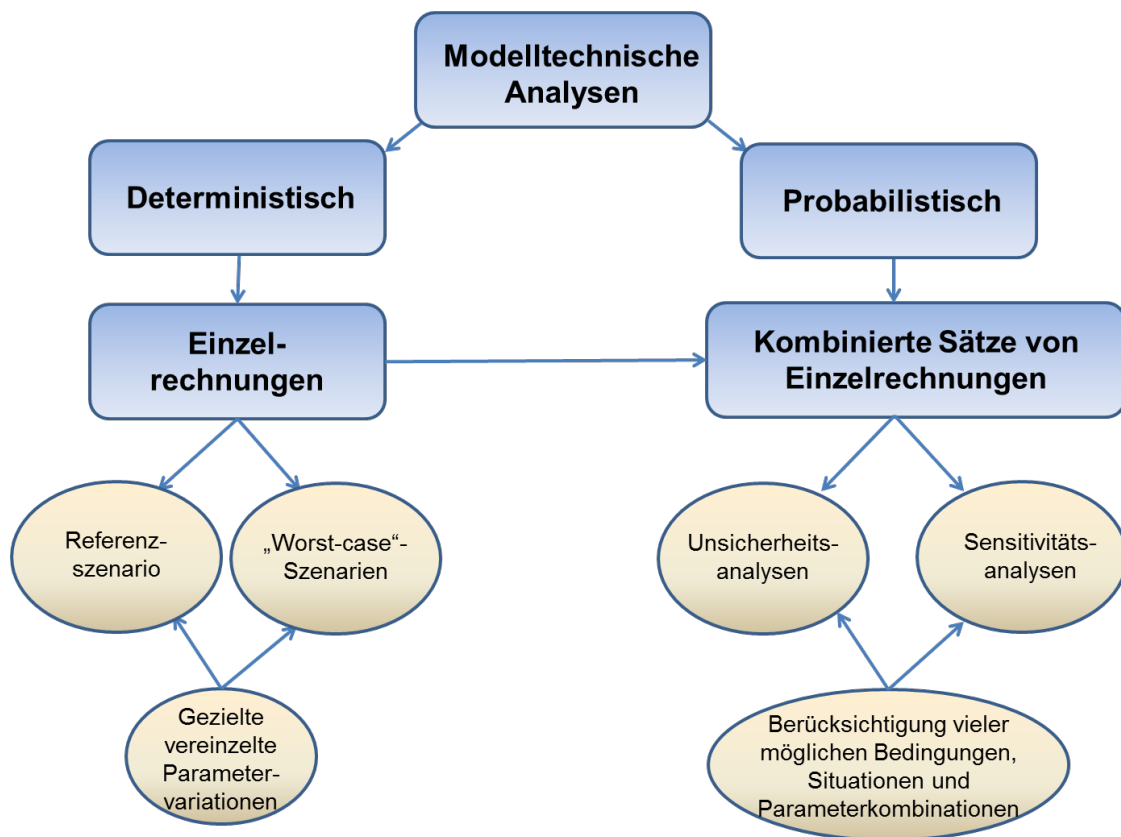 Modelltechnische
Analysen
Deterministisch
Probabilistisch
Einzel-
rechnungen
Kombinierte Sätze von
Einzelrechnungen
Referenz-
szenario
„Worst-case“-
Szenarien
Unsicherheits-
analysen
Sensitivitäts-
analysen
Gezielte
vereinzelte
Parameter-
variationen
Berücksichtigung vieler
möglichen Bedingungen,
Situationen und
Parameterkombinationen